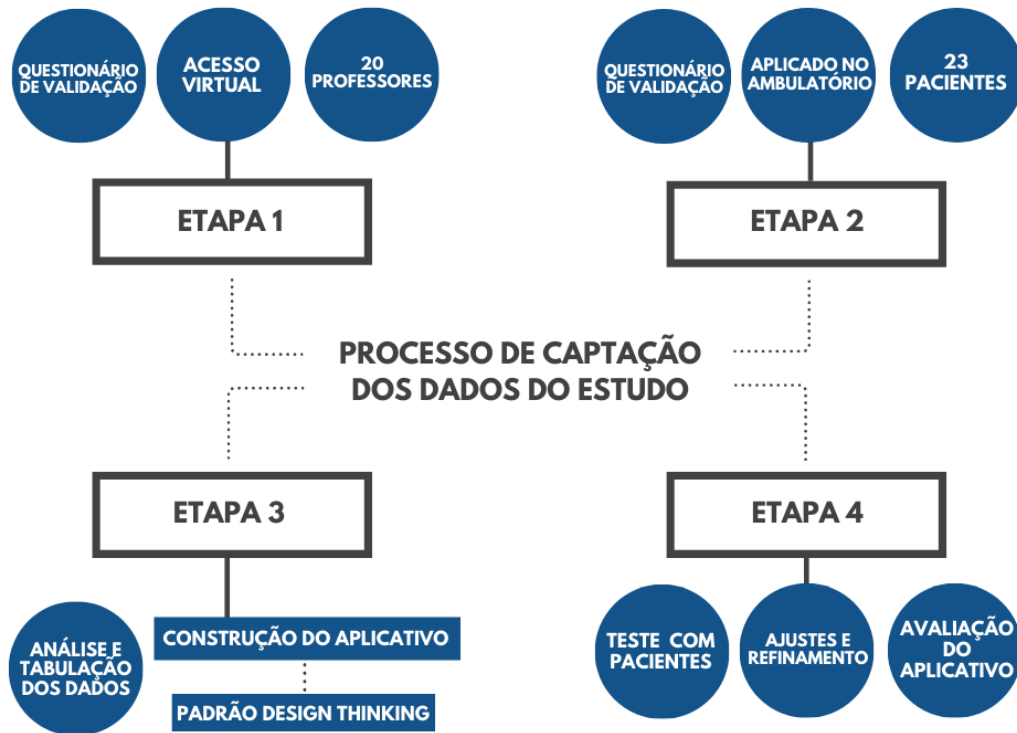 QUESTIONÁRIO
DE VALIDAÇÃO
ACESSO
VIRTUAL
20
PROFESSORES
ETAPA 1
QUESTIONÁRIO
DE VALIDAÇÃO
APLICADO NO
AMBULATÓRIO
23
PACIENTES
ETAPA 2
PROCESSO DE CAPTAÇÃO
DOS DADOS DO ESTUDO
ETAPA 3
ANÁLISE E
TABULAÇÃO
DOS DADOS
CONSTRUÇÃO DO APLICATIVO
PADRÃO DESIGN THINKING
ETAPA 4
TESTE COM
PACIENTES
AJUSTES E
REFINAMENTO
AVALIAÇÃO
DO
APLICATIVO